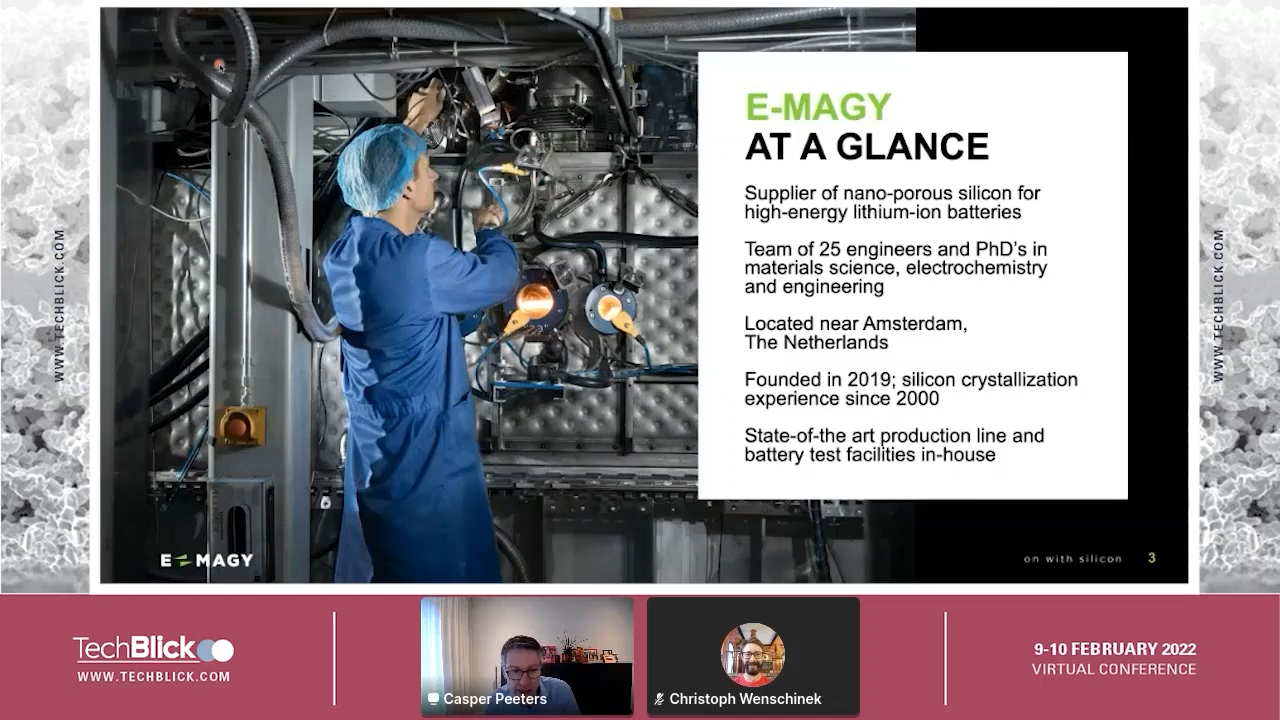 E-MAGY
AT A GLANCE
Supplier of nano-porous silicon for
high-energy lithium-ion batteries
Team of 25 engineers and PhD's in
materials science, electrochemistry
and engineering
Located near Amsterdam,
The Netherlands
Founded in 2019; silicon crystallization
experience since 2000
State-of-the art production line and
battery test facilities in-house
E MAGY
on with silicon
3
WWW.TECHBLICK.COM
WWW.TECHBLICK.COM
TechBlick
WWW.TECHBLICK.COM
Casper Peeters
Christoph Wenschinek
9-10 FEBRUARY 2022
VIRTUAL CONFERENCE